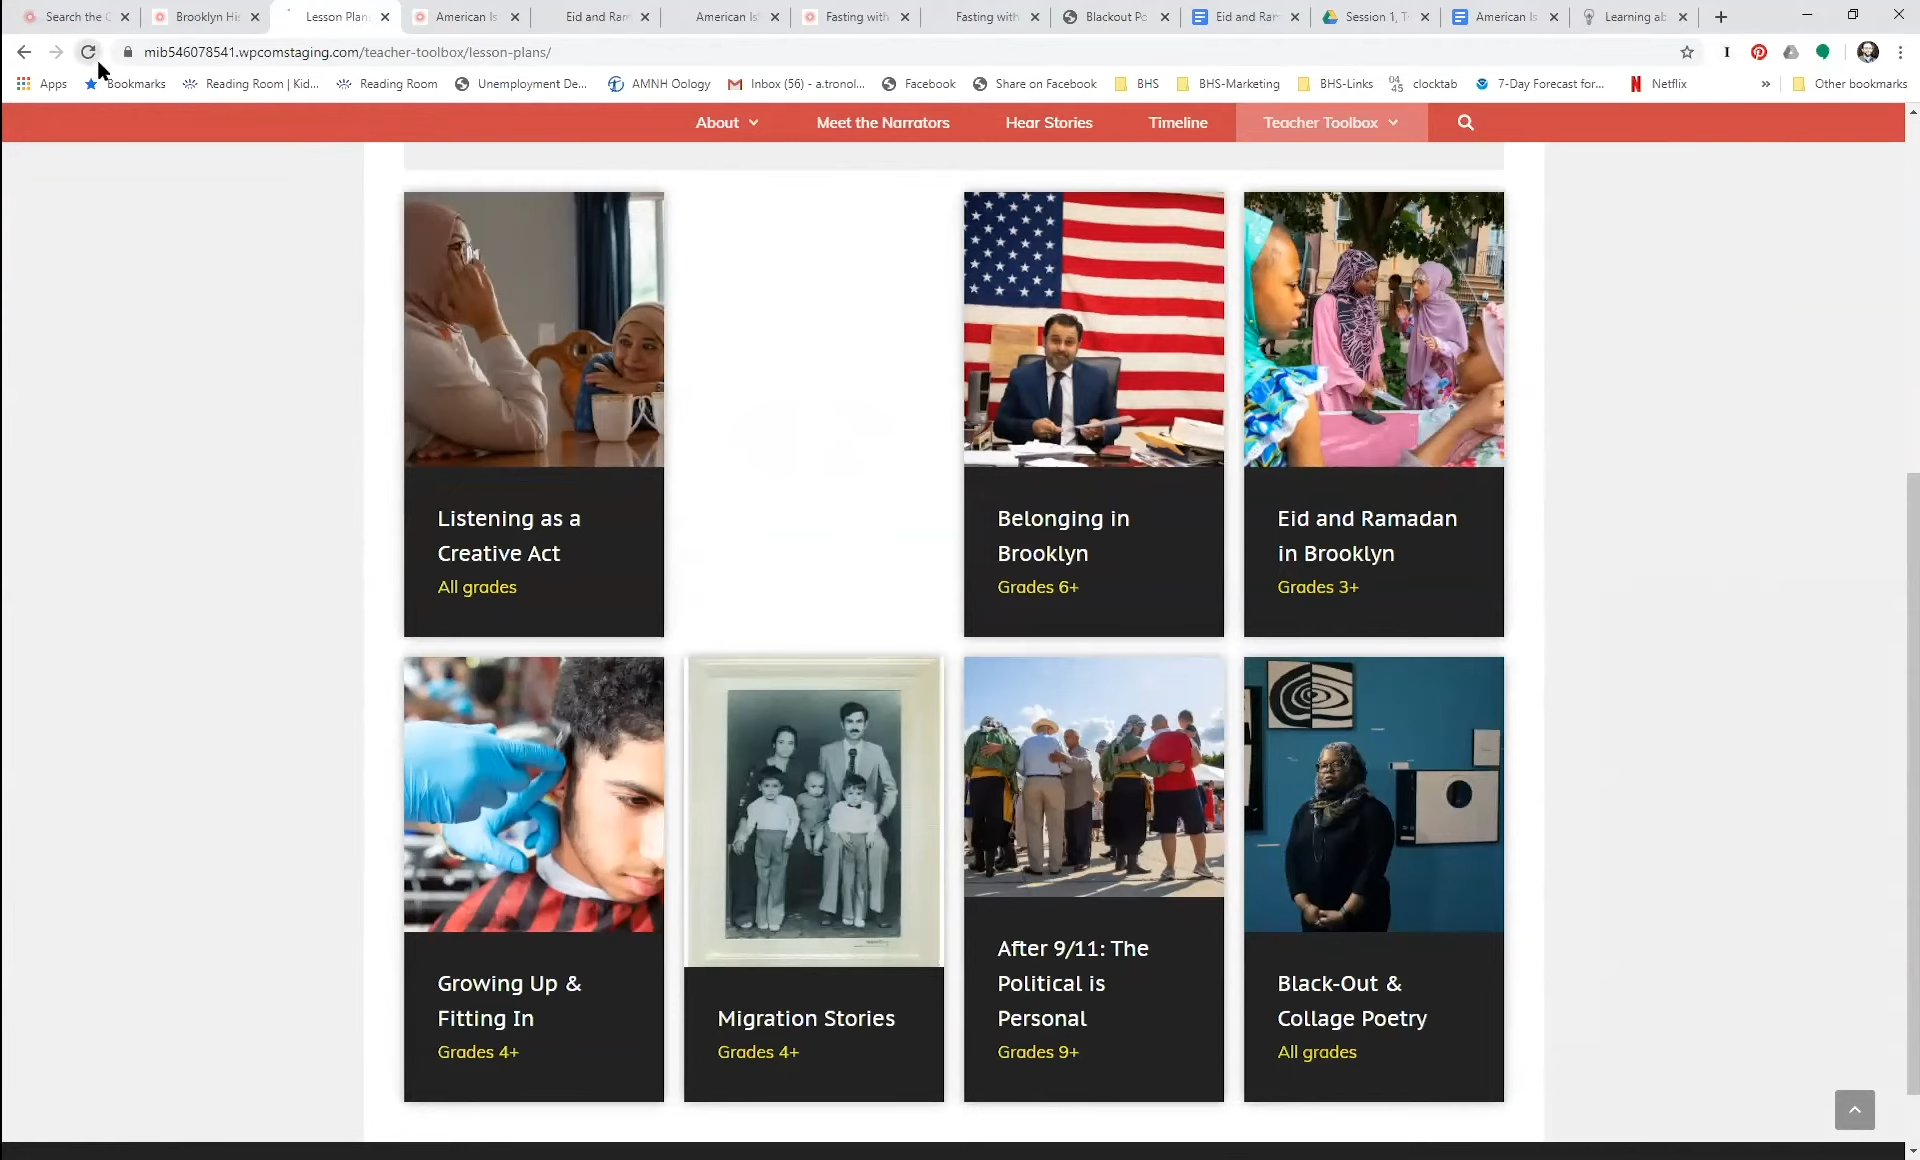 Search the C
Brooklyn His
Lesson Plan
American Is
Eid and Ram
American Is
Fasting with
Fasting with
Blackout Po
Eid and Ram
Session 1, T
American Is
Learning ab
mib546078541.wpcomstaging.com/teacher-toolbox/lesson-plans/
Apps
Bookmarks
Reading Room | Kid...
Reading Room
Unemployment De...
AMNH Oology
Inbox (56) - a.tronol...
Facebook
Share on Facebook
BHS
BHS-Marketing
BHS-Links
04 45
clocktab
7-Day Forecast for...
N
Netflix
»
Other bookmarks
About
Meet the Narrators
Hear Stories
Timeline
Teacher Toolbox
Listening as a
Creative Act
All grades
Belonging in
Brooklyn
Grades 6+
Eid and Ramadan
in Brooklyn
Grades 3+
Growing Up &
Fitting In
Grades 4+
Migration Stories
Grades 4+
After 9/11: The
Political is
Personal
Grades 9+
Black-Out &
Collage Poetry
All grades